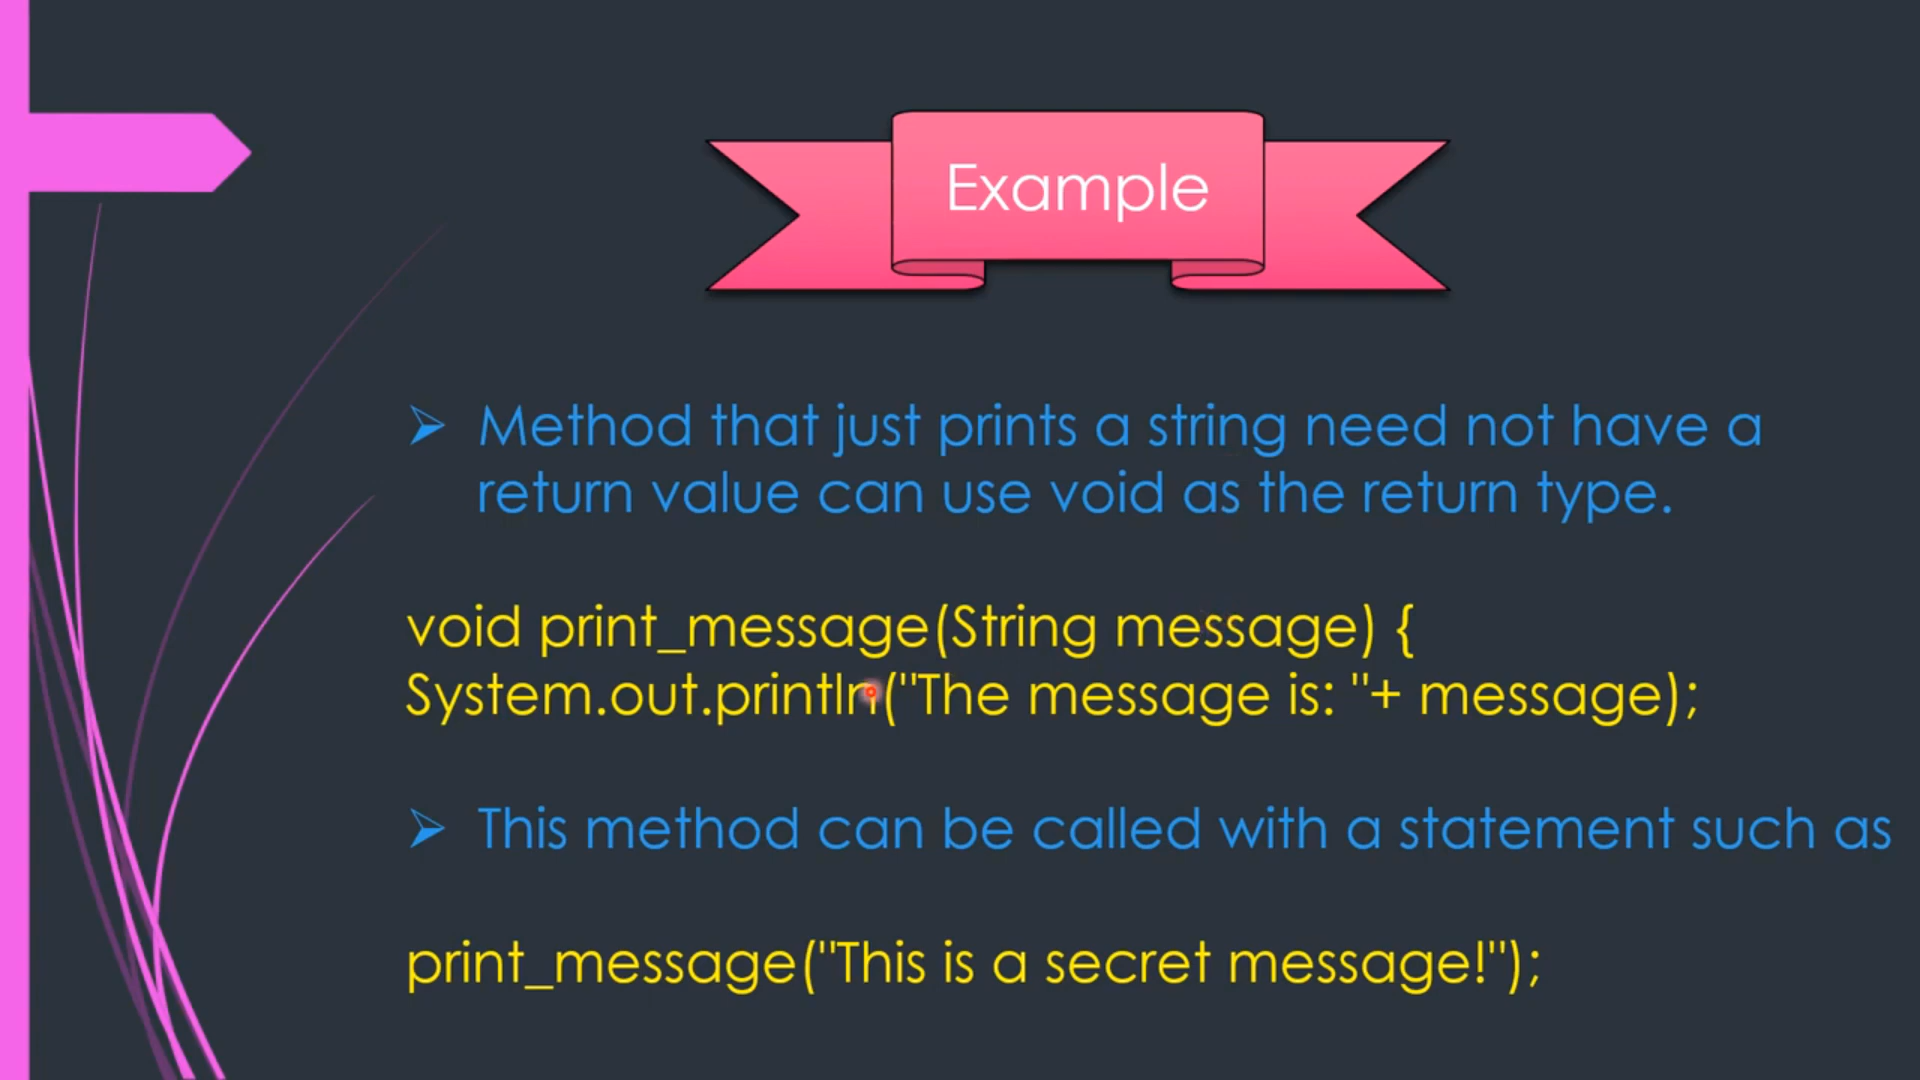 Example
Method that just prints a string need not have a
return value can use void as the return type.
void print_message(String message) {
System.out.println("The message is: "+ message);
This method can be called with a statement such as
print_message("This is a secret message!");